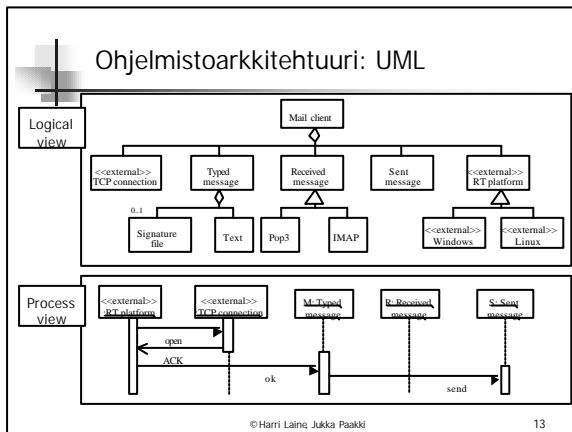 Ohjelmistoarkkitehtuuri: UML
Logical
view
Mail client
<<external>>
TCP connection
Typed
message
Received
message
Sent
message
<<external>>
RT platform
0..1
Signature
file
Text
Pop3
IMAP
<<external>>
Windows
<<external>>
Linux
Process
view
<<external>>
:RT platform
<<external>>
:TCP connection
M: Typed
message
R: Received
message
S: Sent
message
open
ACK
ok
send
© Harri Laine, Jukka Paakki
13